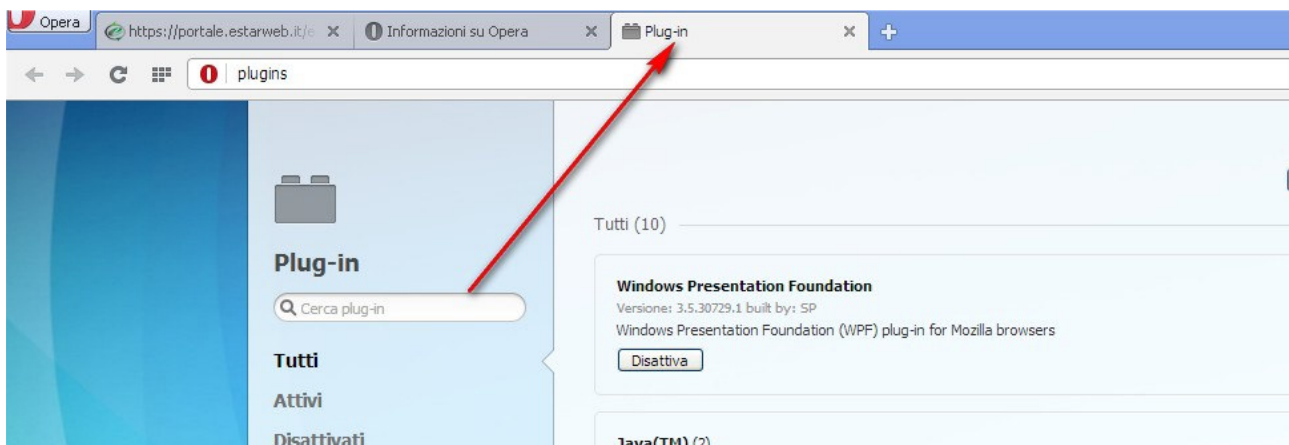 Opera
https://portale.estarweb.it/e
Informazioni su Opera
Plug-in
plugins
Plug-in
Cerca plug-in
Tutti
Attivi
Disattivati
Tutti (10)
Windows Presentation Foundation
Versione: 3.5.30729.1 built by: SP
Windows Presentation Foundation (WPF) plug-in for Mozilla browsers
Disattiva
Java(TM) (2)